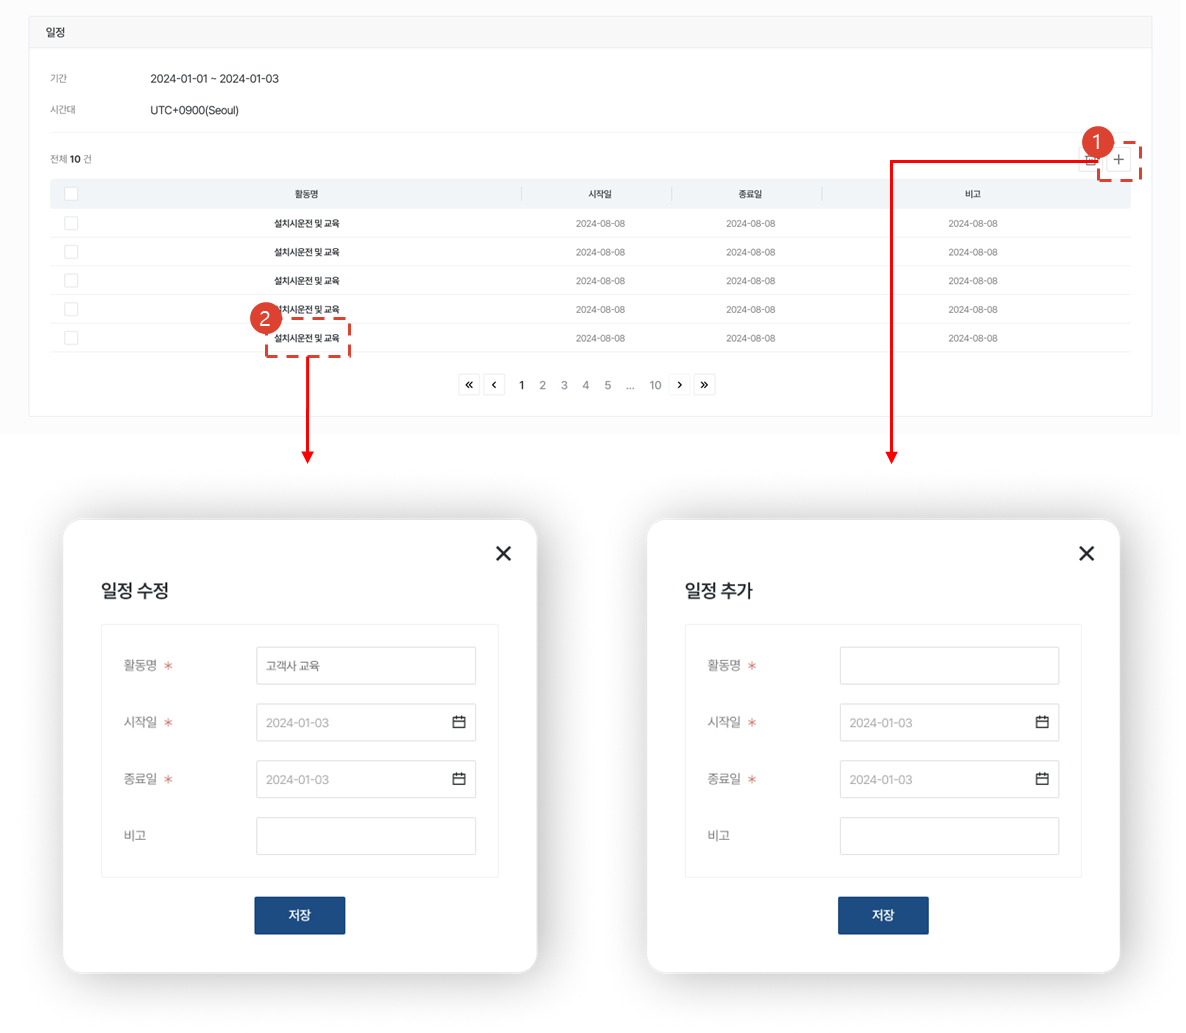 일정
기간 2024-01-01 ~ 2024-01-03
시간대 UTC+0900(Seoul)
1
전체 10 건
활동명 시작일 종료일 비고
설치시운전 및 교육 2024-08-08 2024-08-08 2024-08-08
설치시운전 및 교육 2024-08-08 2024-08-08 2024-08-08
설치시운전 및 교육 2024-08-08 2024-08-08 2024-08-08
설치시운전 및 교육 2024-08-08 2024-08-08 2024-08-08
2
설치시운전 및 교육 2024-08-08 2024-08-08 2024-08-08
« ‹ 1 2 3 4 5 ... 10 › »
일정 수정
활동명 * 고객사 교육
시작일 * 2024-01-03
종료일 * 2024-01-03
비고
저장
일정 추가
활동명 *
시작일 * 2024-01-03
종료일 * 2024-01-03
비고
저장